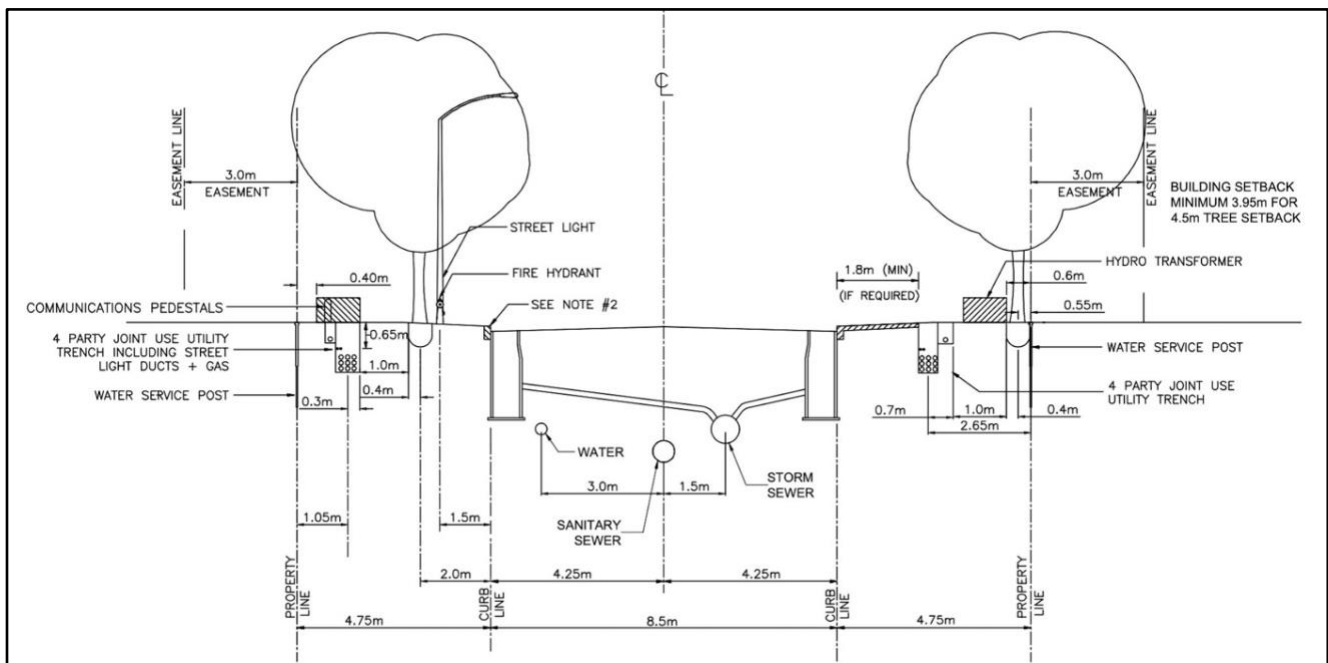 ℄
EASEMENT LINE
3.0m
EASEMENT
STREET LIGHT
FIRE HYDRANT
SEE NOTE #2
0.40m
COMMUNICATIONS PEDESTALS
4 PARTY JOINT USE UTILITY
TRENCH INCLUDING STREET
LIGHT DUCTS + GAS
WATER SERVICE POST
0.65m
1.0m
0.4m
0.3m
1.05m
1.5m
2.0m
WATER
3.0m
1.5m
SANITARY
SEWER
STORM
SEWER
4.25m
4.25m
PROPERTY
LINE
4.75m
CURB
LINE
8.5m
CURB
LINE
4.75m
PROPERTY
LINE
3.0m
EASEMENT
EASEMENT LINE
BUILDING SETBACK
MINIMUM 3.95m FOR
4.5m TREE SETBACK
HYDRO TRANSFORMER
1.8m (MIN)
(IF REQUIRED)
0.6m
0.55m
WATER SERVICE POST
4 PARTY JOINT USE
UTILITY TRENCH
0.7m
1.0m
0.4m
2.65m